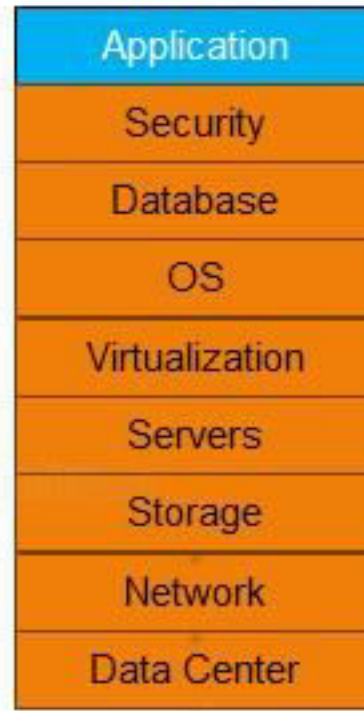 Application
Security
Database
OS
Virtualization
Servers
Storage
Network
Data Center